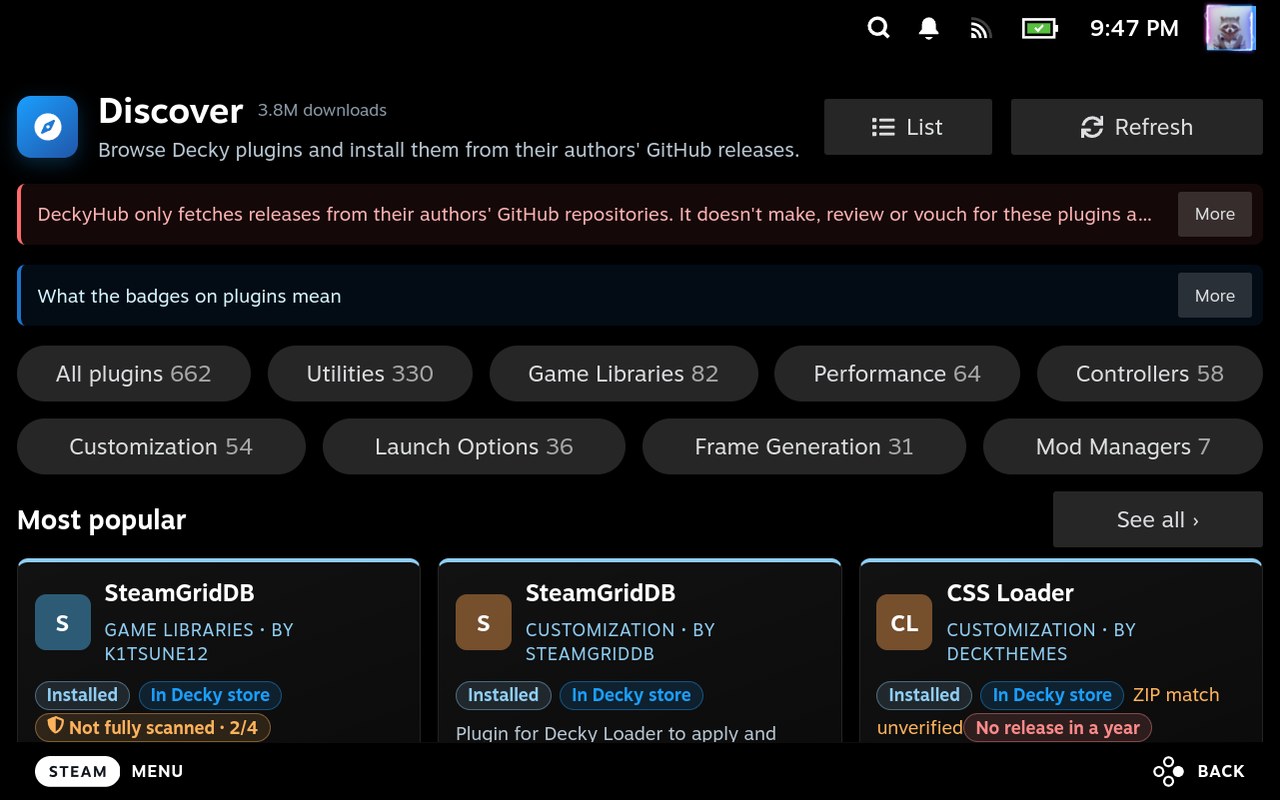 9:47 PM
Discover 3.8M downloads
Browse Decky plugins and install them from their authors' GitHub releases.
List
Refresh
DeckyHub only fetches releases from their authors' GitHub repositories. It doesn't make, review or vouch for these plugins a...
More
What the badges on plugins mean
More
All plugins 662
Utilities 330
Game Libraries 82
Performance 64
Controllers 58
Customization 54
Launch Options 36
Frame Generation 31
Mod Managers 7
Most popular
See all ›
S
SteamGridDB
GAME LIBRARIES · BY
K1TSUNE12
Installed
In Decky store
Not fully scanned · 2/4
S
SteamGridDB
CUSTOMIZATION · BY
STEAMGRIDDB
Installed
In Decky store
Plugin for Decky Loader to apply and
CL
CSS Loader
CUSTOMIZATION · BY
DECKTHEMES
Installed
In Decky store
ZIP match
unverified
No release in a year
STEAM
MENU
BACK